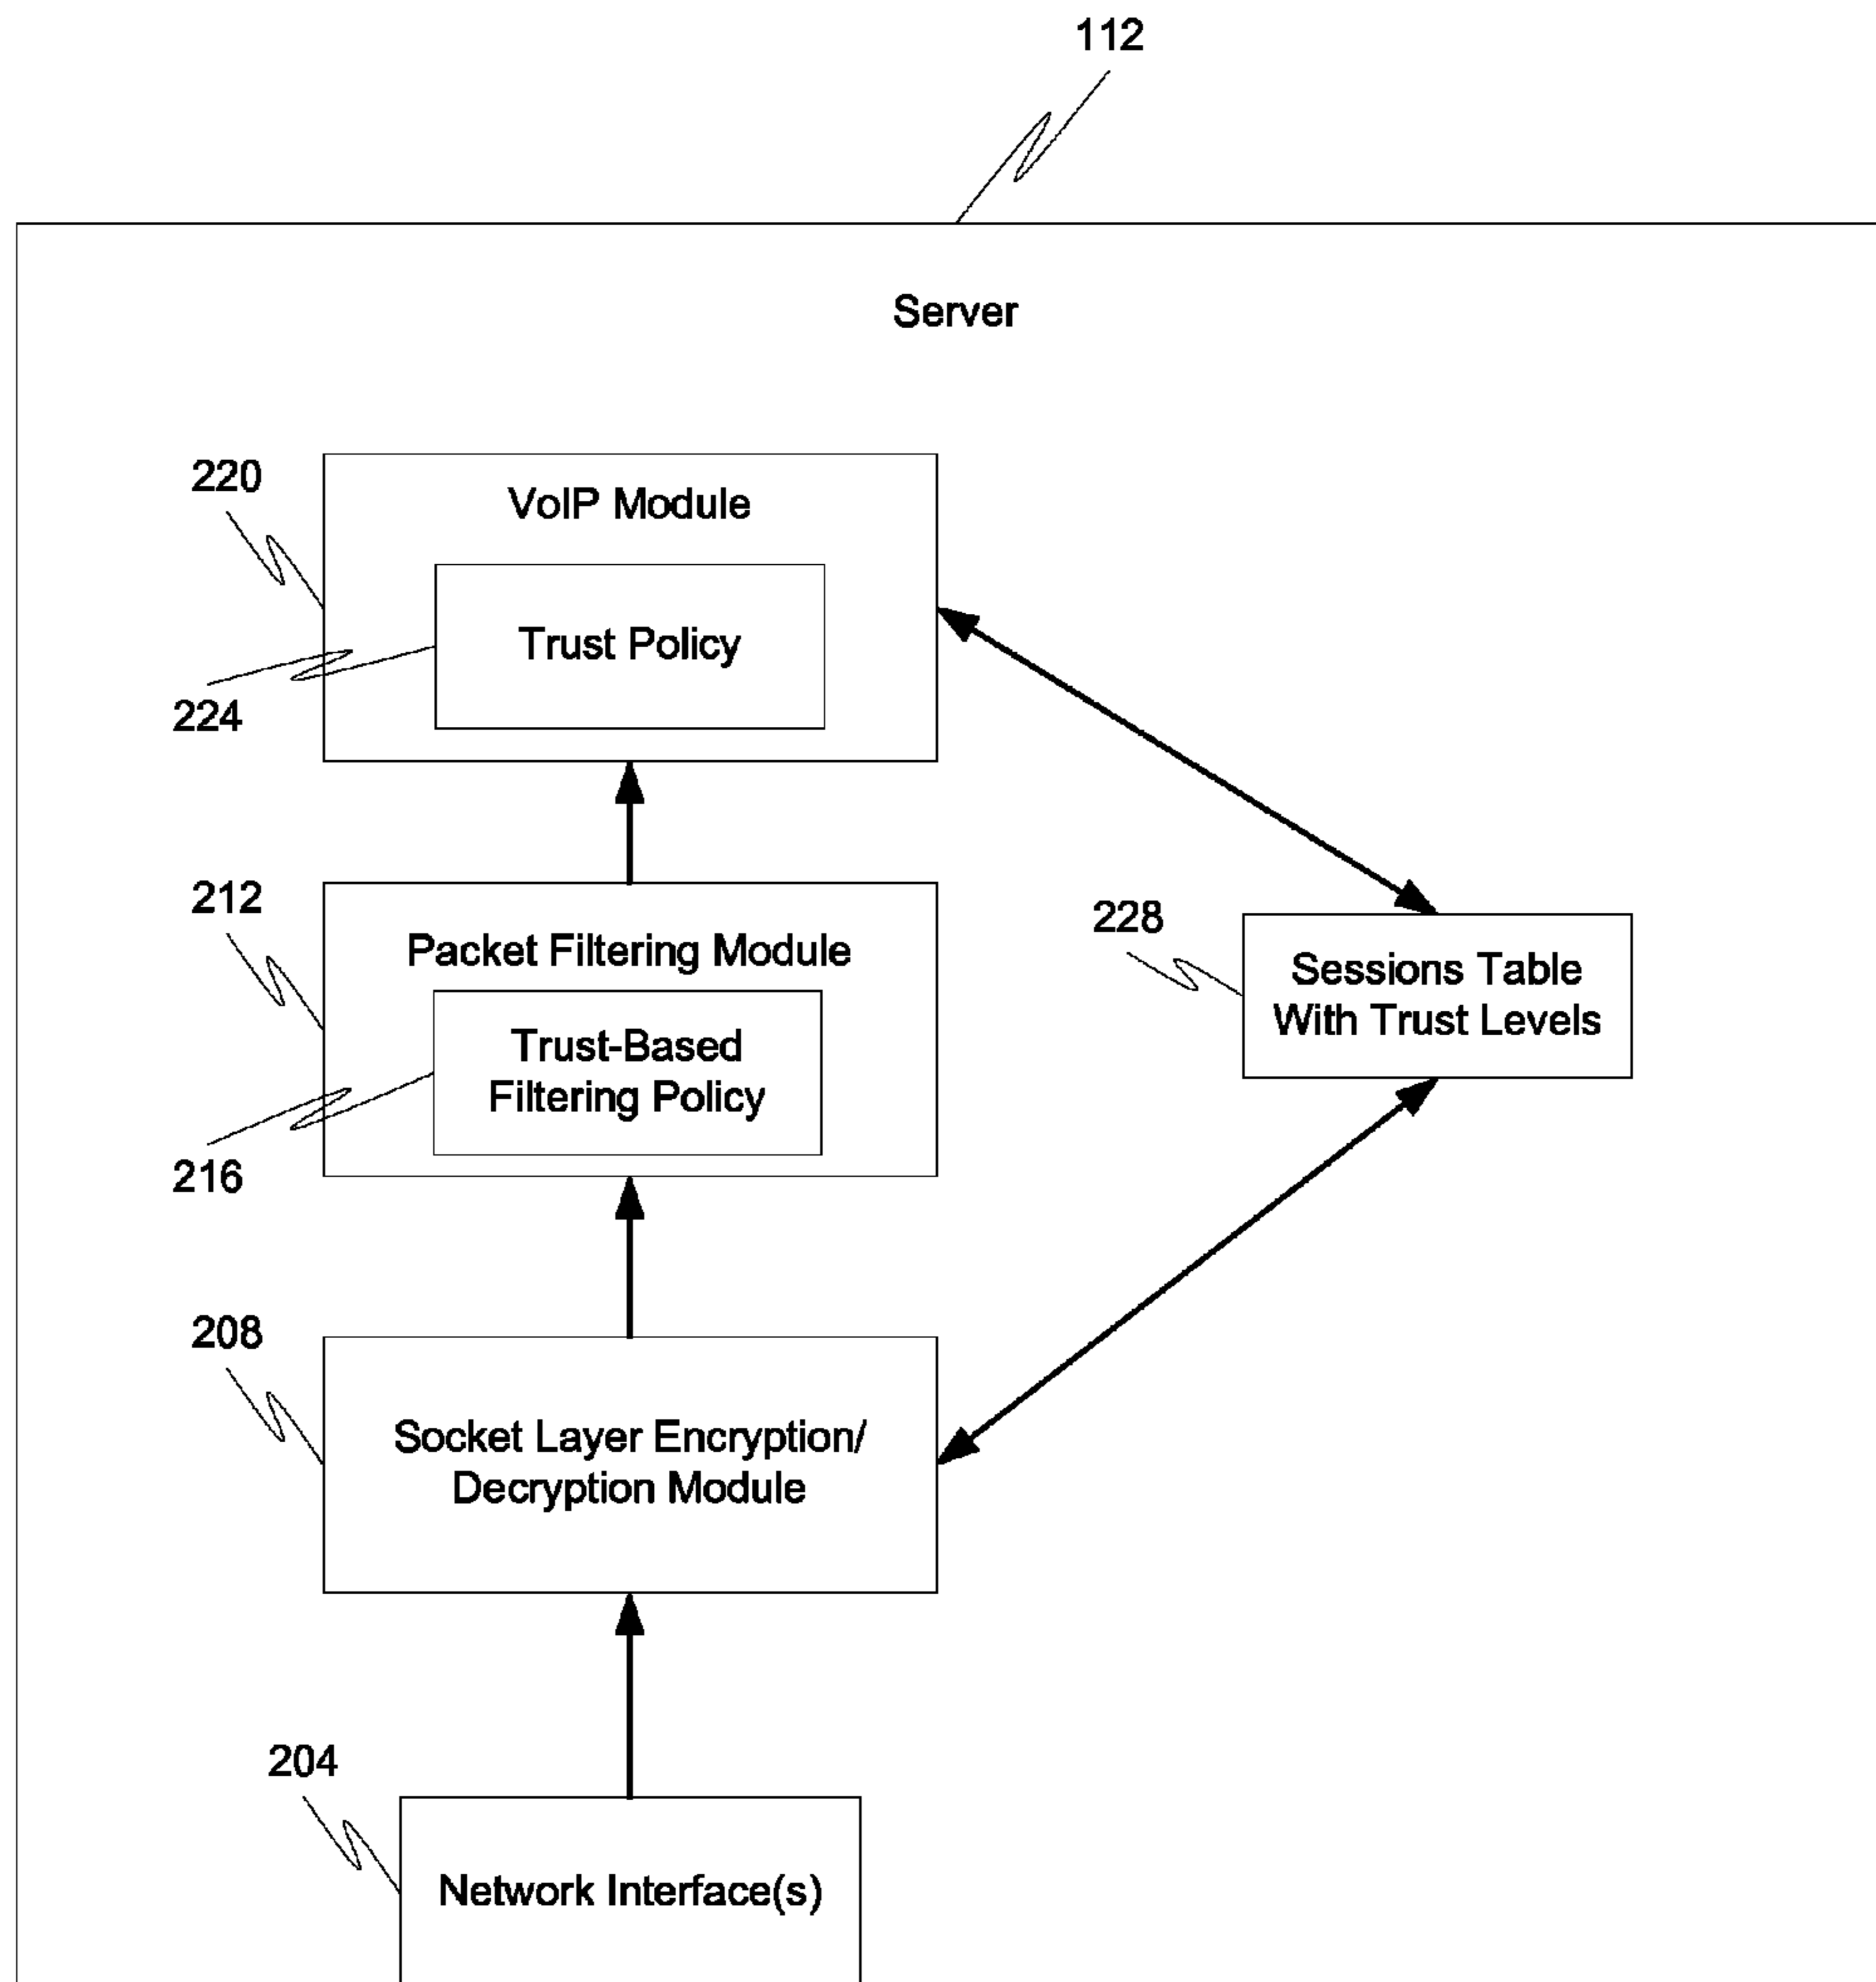 112
Server
220
VoIP Module
Trust Policy
224
212
Packet Filtering Module
228
Sessions Table
With Trust Levels
Trust-Based
Filtering Policy
216
208
Socket Layer Encryption/
Decryption Module
204
Network Interface(s)